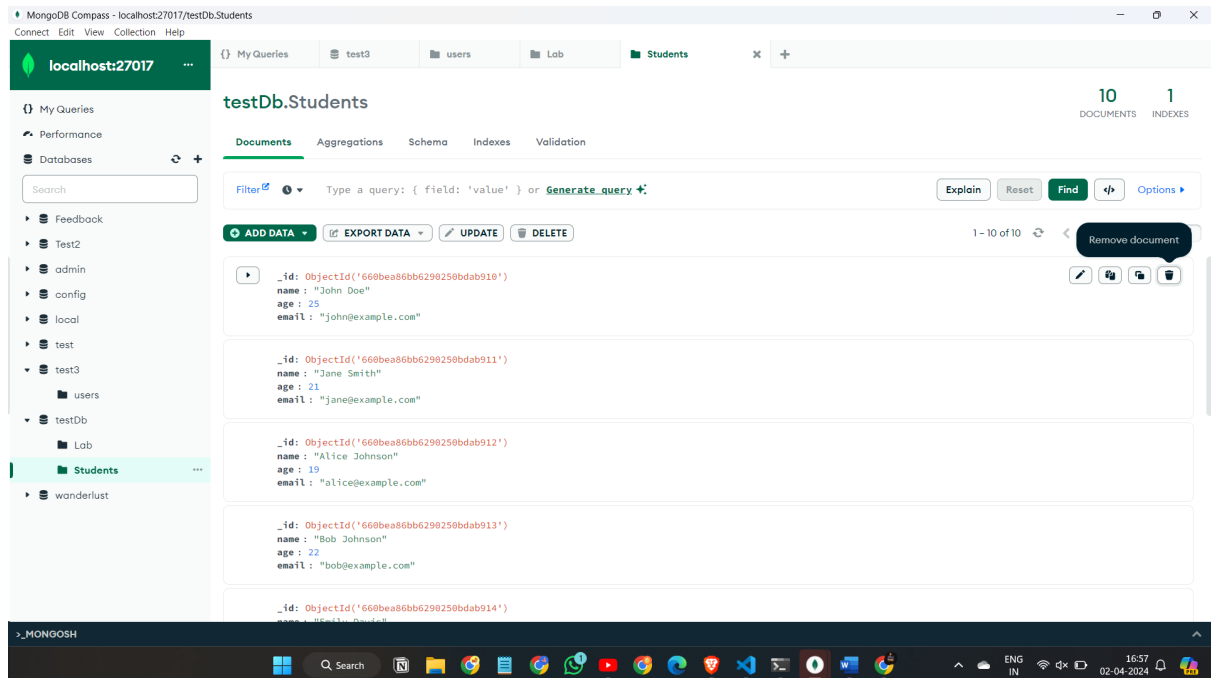 MongoDB Compass - localhost:27017/testDb.Students
Connect Edit View Collection Help
localhost:27017 ...
{} My Queries test3 users Lab Students
{} My Queries
Performance
Databases
Search
Feedback
Test2
admin
config
local
test
test3
users
testDb
Lab
Students
wanderlust
testDb.Students
10 DOCUMENTS 1 INDEXES
Documents Aggregations Schema Indexes Validation
Filter Type a query: { field: 'value' } or Generate query Explain Reset Find </> Options
ADD DATA EXPORT DATA UPDATE DELETE 1 – 10 of 10
Remove document
_id: ObjectId('660bea86bb6290250bdab910')
name : "John Doe"
age : 25
email : "john@example.com"
_id: ObjectId('660bea86bb6290250bdab911')
name : "Jane Smith"
age : 21
email : "jane@example.com"
_id: ObjectId('660bea86bb6290250bdab912')
name : "Alice Johnson"
age : 19
email : "alice@example.com"
_id: ObjectId('660bea86bb6290250bdab913')
name : "Bob Johnson"
age : 22
email : "bob@example.com"
_id: ObjectId('660bea86bb6290250bdab914')
name : "Emily Davis"
>_MONGOSH
Search
1
ENG
IN
16:57
02-04-2024
PRE